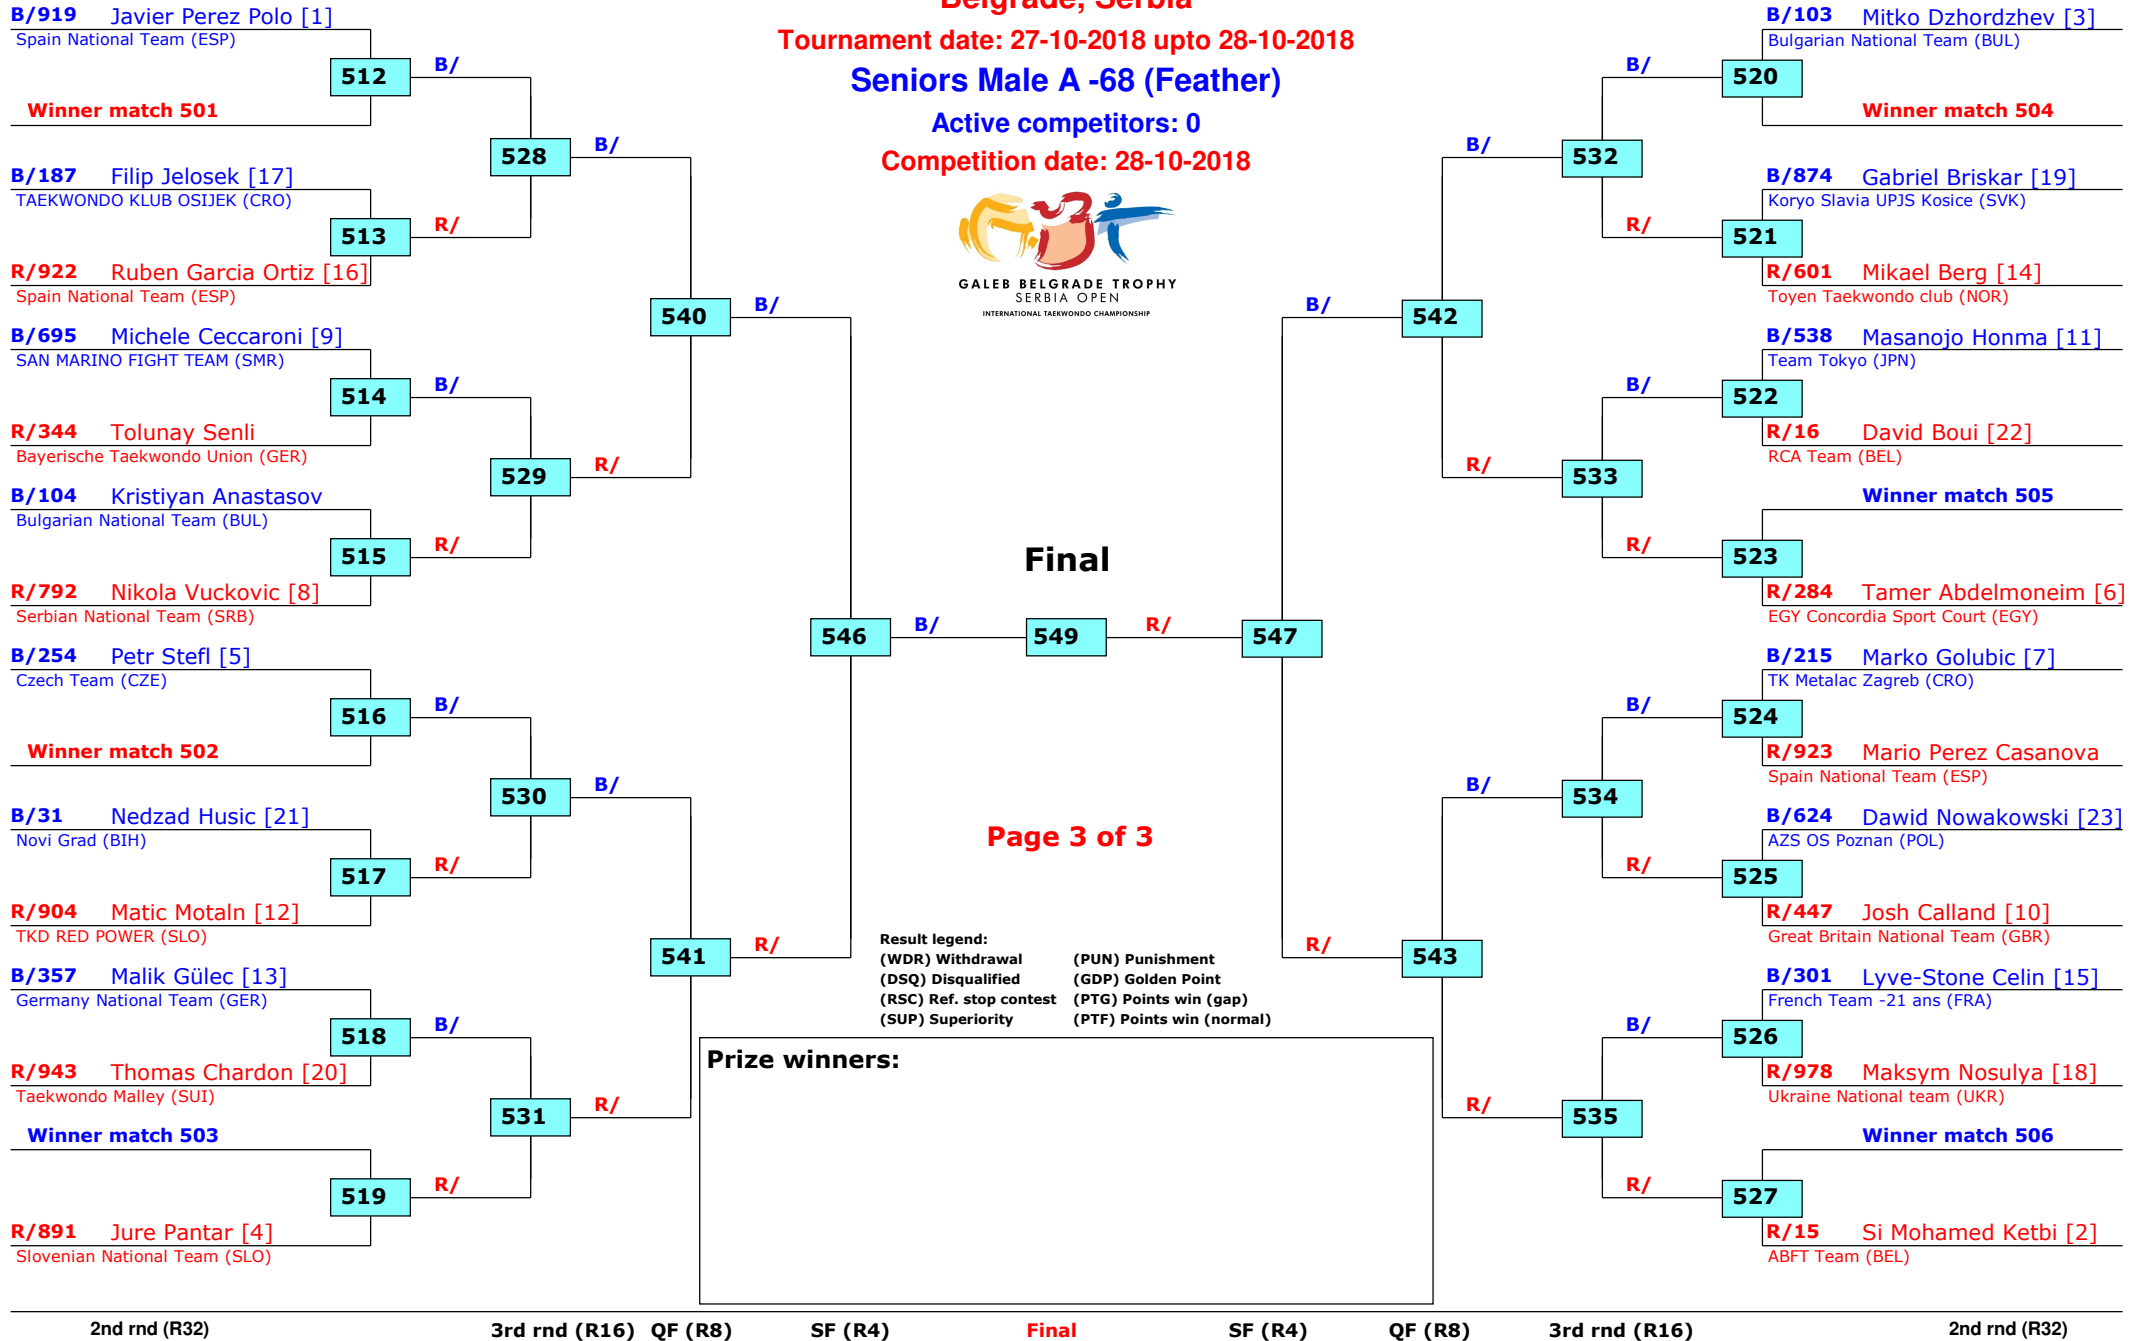 Belgrade, Serbia
Tournament date: 27-10-2018 upto 28-10-2018
Seniors Male A -68 (Feather)
Active competitors: 0
Competition date: 28-10-2018
GALEB BELGRADE TROPHY
SERBIA OPEN
INTERNATIONAL TAEKWONDO CHAMPIONSHIP
B/919 Javier Perez Polo [1]
Spain National Team (ESP)
512
B/
Winner match 501
528
B/
B/187 Filip Jelosek [17]
TAEKWONDO KLUB OSIJEK (CRO)
513
R/
R/922 Ruben Garcia Ortiz [16]
Spain National Team (ESP)
540
B/
B/695 Michele Ceccaroni [9]
SAN MARINO FIGHT TEAM (SMR)
514
B/
R/344 Tolunay Senli
Bayerische Taekwondo Union (GER)
529
R/
B/104 Kristiyan Anastasov
Bulgarian National Team (BUL)
515
R/
R/792 Nikola Vuckovic [8]
Serbian National Team (SRB)
546
B/
B/254 Petr Stefl [5]
Czech Team (CZE)
516
B/
Winner match 502
530
B/
B/31 Nedzad Husic [21]
Novi Grad (BIH)
517
R/
R/904 Matic Motaln [12]
TKD RED POWER (SLO)
541
R/
B/357 Malik Gülec [13]
Germany National Team (GER)
518
B/
R/943 Thomas Chardon [20]
Taekwondo Malley (SUI)
531
R/
Winner match 503
519
R/
R/891 Jure Pantar [4]
Slovenian National Team (SLO)
Final
549
R/
547
Page 3 of 3
Result legend:
(WDR) Withdrawal (PUN) Punishment
(DSQ) Disqualified (GDP) Golden Point
(RSC) Ref. stop contest (PTG) Points win (gap)
(SUP) Superiority (PTF) Points win (normal)
Prize winners:
B/103 Mitko Dzhordzhev [3]
Bulgarian National Team (BUL)
B/
520
Winner match 504
B/
532
B/874 Gabriel Briskar [19]
Koryo Slavia UPJS Kosice (SVK)
R/
521
R/601 Mikael Berg [14]
Toyen Taekwondo club (NOR)
B/
542
B/538 Masanojo Honma [11]
Team Tokyo (JPN)
B/
522
R/16 David Boui [22]
RCA Team (BEL)
R/
533
Winner match 505
R/
523
R/284 Tamer Abdelmoneim [6]
EGY Concordia Sport Court (EGY)
B/215 Marko Golubic [7]
TK Metalac Zagreb (CRO)
B/
524
R/923 Mario Perez Casanova
Spain National Team (ESP)
B/
534
B/624 Dawid Nowakowski [23]
AZS OS Poznan (POL)
R/
525
R/447 Josh Calland [10]
Great Britain National Team (GBR)
R/
543
B/301 Lyve-Stone Celin [15]
French Team -21 ans (FRA)
B/
526
R/978 Maksym Nosulya [18]
Ukraine National team (UKR)
R/
535
Winner match 506
R/
527
R/15 Si Mohamed Ketbi [2]
ABFT Team (BEL)
2nd rnd (R32) 3rd rnd (R16) QF (R8) SF (R4) Final SF (R4) QF (R8) 3rd rnd (R16) 2nd rnd (R32)